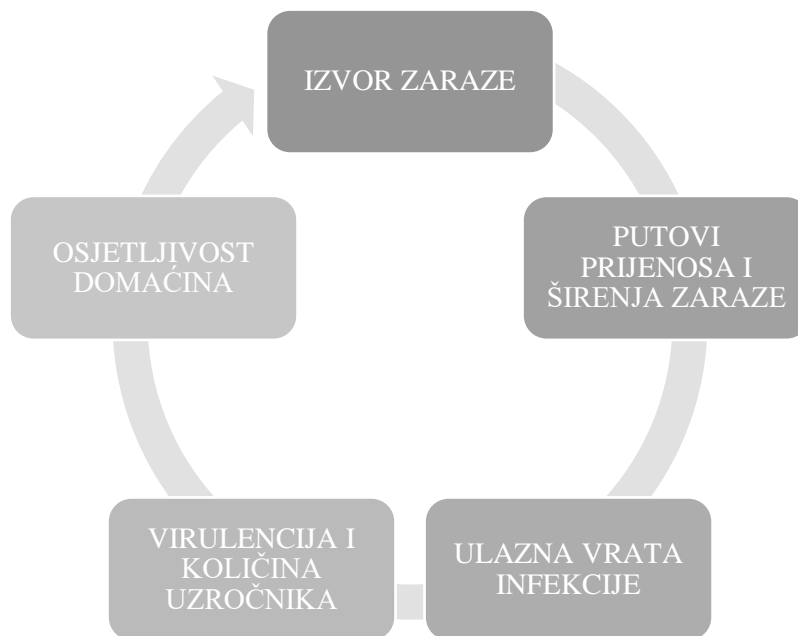 IZVOR ZARAZE
PUTOVI
PRIJENOSA I
ŠIRENJA ZARAZE
ULAZNA VRATA
INFEKCIJE
VIRULENCIJA I
KOLIČINA
UZROČNIKA
OSJETLJIVOST
DOMAĆINA